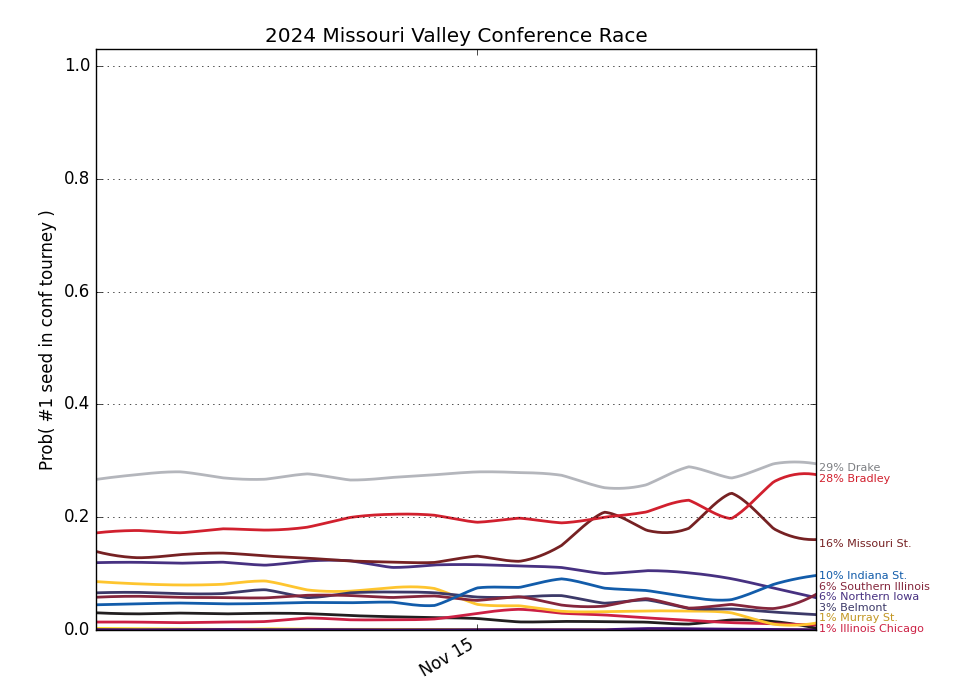 2024 Missouri Valley Conference Race
1.0
0.8
0.6
0.4
0.2
0.0
Prob( #1 seed in conf tourney )
Nov 15
29% Drake
28% Bradley
16% Missouri St.
10% Indiana St.
6% Southern Illinois
6% Northern Iowa
3% Belmont
1% Murray St.
1% Illinois Chicago